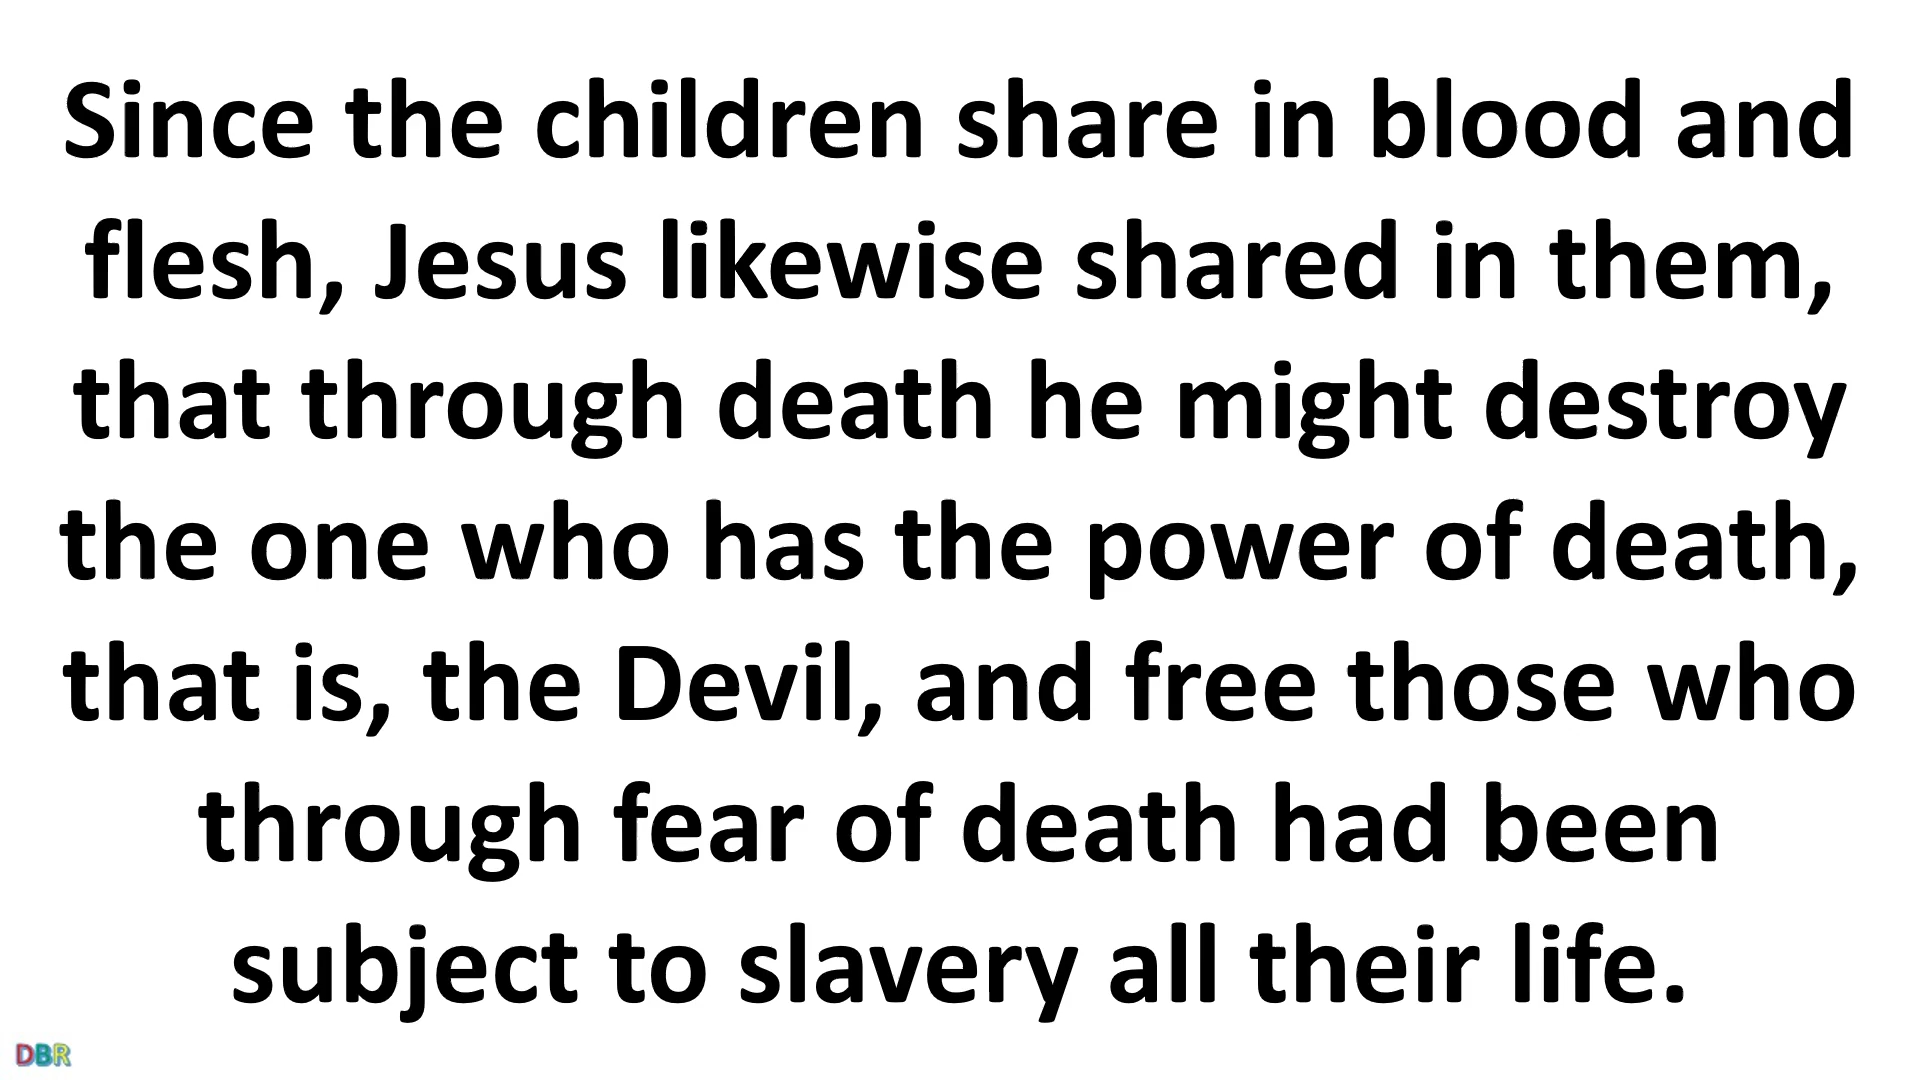 Since the children share in blood and
flesh, Jesus likewise shared in them,
that through death he might destroy
the one who has the power of death,
that is, the Devil, and free those who
through fear of death had been
subject to slavery all their life.
DBR